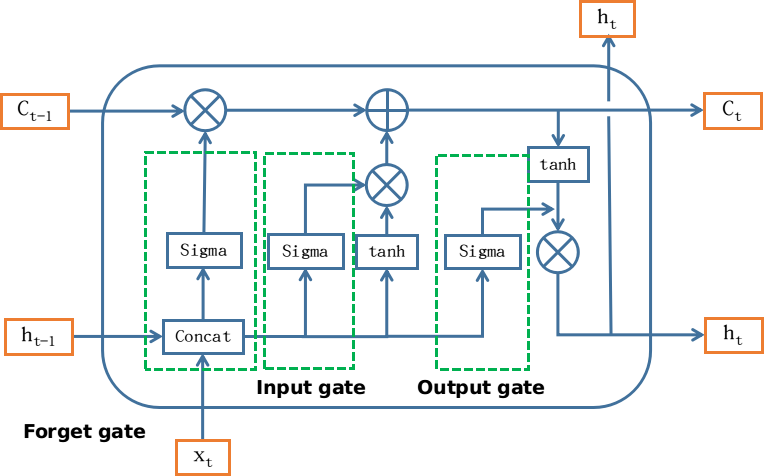 h_t
C_{t-1}
C_t
tanh
Sigma
Sigma
tanh
Sigma
h_{t-1}
Concat
h_t
Input gate
Output gate
Forget gate
x_t